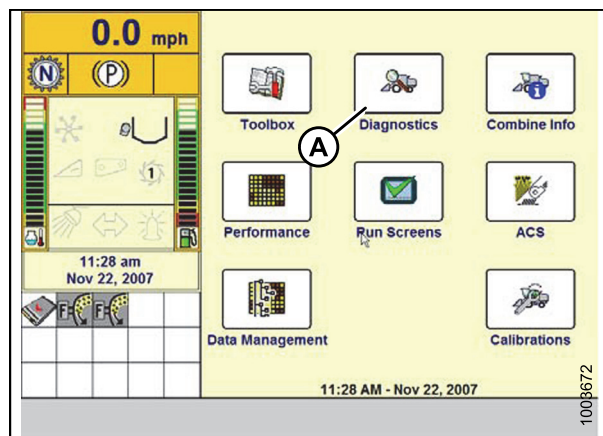 0.0 mph
N
(P)
1
11:28 am
Nov 22, 2007
F
F
Toolbox
Diagnostics
A
Combine Info
Performance
Run Screens
ACS
Data Management
Calibrations
11:28 AM - Nov 22, 2007
1003672